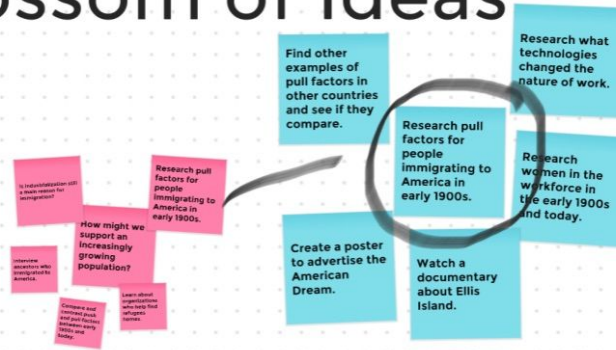 ossom of Ideas
Find other
examples of
pull factors in
other countries
and see if they
compare.
Research what
technologies
changed the
nature of work.
Research pull
factors for
people
immigrating to
America in
early 1900s.
Research
women in the
workforce in
the early 1900s
and today.
Create a poster
to advertise the
American
Dream.
Watch a
documentary
about Ellis
Island.
Is industrialization still
a main reason for
immigration?
Research pull
factors for
people
immigrating to
America in
early 1900s.
How might we
support an
increasingly
growing
population?
Interview
ancestors who
immigrated to
America.
Learn about
organizations
who help find
refugees
homes.
Compare and
contrast push
and pull factors
between early
1900s and
today.